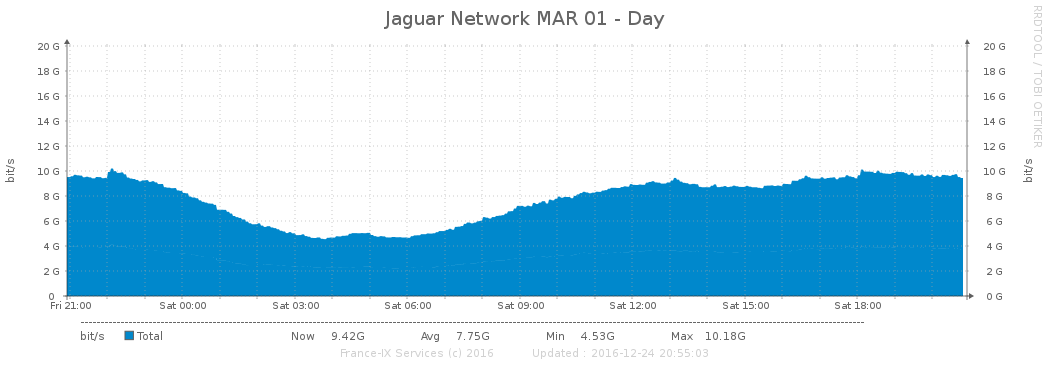 Jaguar Network MAR 01 - Day
RRDTOOL / TOBI OETIKER
bit/s
bit/s
20 G 20 G
18 G 18 G
16 G 16 G
14 G 14 G
12 G 12 G
10 G 10 G
8 G 8 G
6 G 6 G
4 G 4 G
2 G 2 G
0 0 G
Fri 21:00 Sat 00:00 Sat 03:00 Sat 06:00 Sat 09:00 Sat 12:00 Sat 15:00 Sat 18:00
bit/s Total Now 9.42G Avg 7.75G Min 4.53G Max 10.18G
France-IX Services (c) 2016 Updated : 2016-12-24 20:55:03